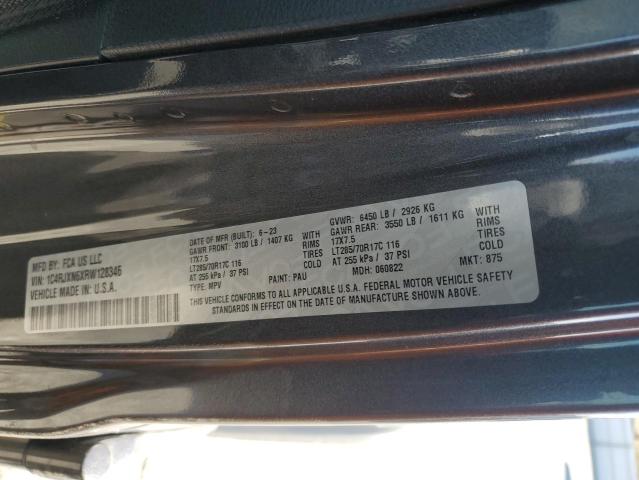 MFD BY: FCA US LLC
VIN: 1C4RJXN6XRW128346
VEHICLE MADE IN U.S.A.
DATE OF MFR (BUILT): 6-23
GAWR FRONT: 3100 LB / 1407 KG
17X7.5
LT285/70R17C 116
AT 255 kPa / 37 PSI
TYPE: MPV
PAINT: PAU
WITH
RIMS
TIRES
COLD
GVWR: 6450 LB / 2926 KG
GAWR REAR: 3550 LB / 1611 KG
17X7.5
LT285/70R17C 116
AT 255 kPa / 37 PSI
MDH: 060822
WITH
RIMS
TIRES
COLD
MKT: 875
THIS VEHICLE CONFORMS TO ALL APPLICABLE U.S.A. FEDERAL MOTOR VEHICLE SAFETY
STANDARDS IN EFFECT ON THE DATE OF MANUFACTURE SHOWN ABOVE.